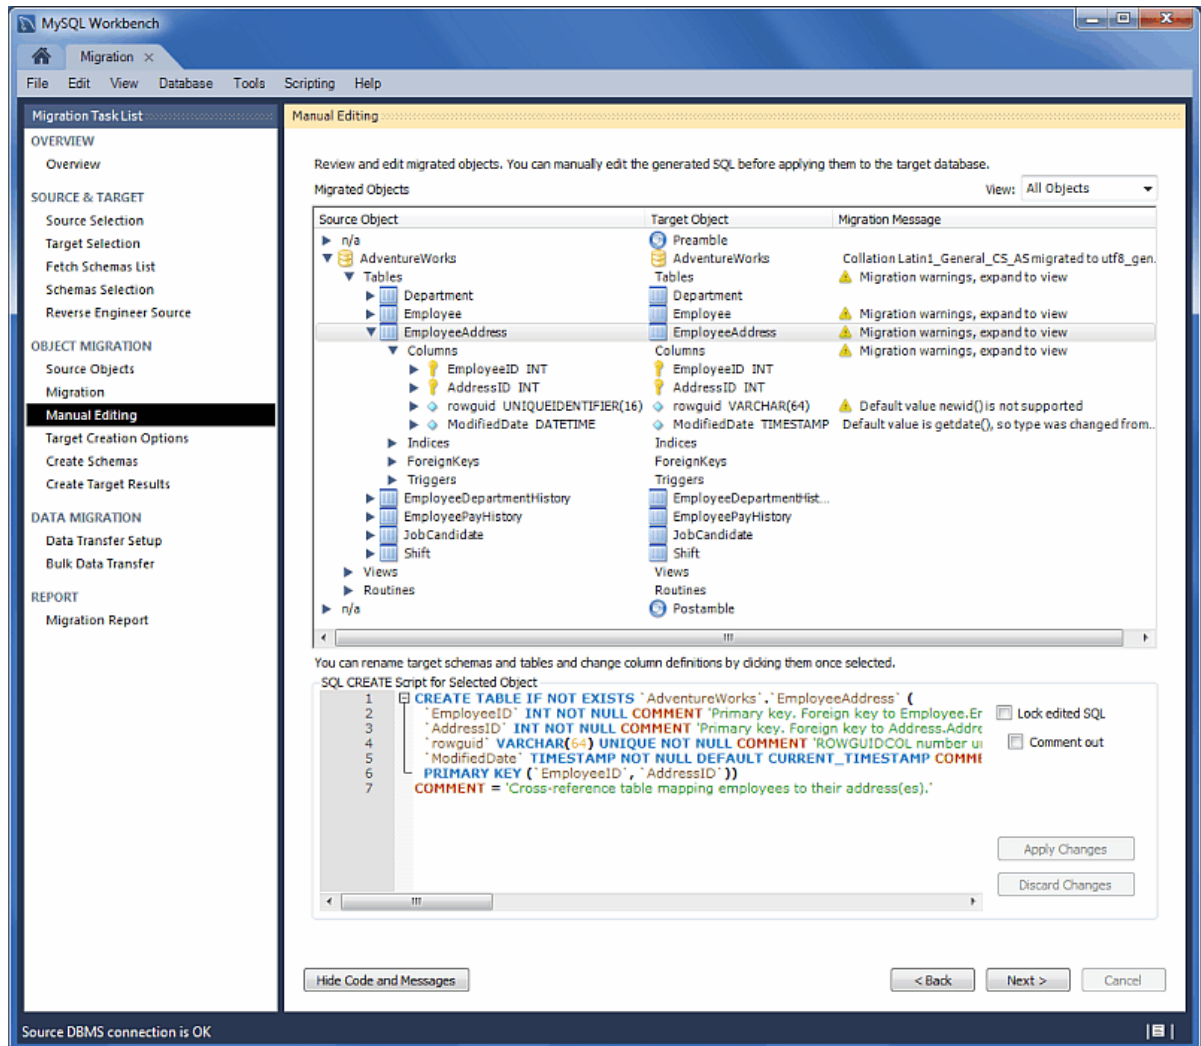 MySQL Workbench
Migration
File Edit View Database Tools Scripting Help
Migration Task List
OVERVIEW
Overview
SOURCE & TARGET
Source Selection
Target Selection
Fetch Schemas List
Schemas Selection
Reverse Engineer Source
OBJECT MIGRATION
Source Objects
Migration
Manual Editing
Target Creation Options
Create Schemas
Create Target Results
DATA MIGRATION
Data Transfer Setup
Bulk Data Transfer
REPORT
Migration Report
Manual Editing
Review and edit migrated objects. You can manually edit the generated SQL before applying them to the target database.
Migrated Objects View: All Objects
Source Object Target Object Migration Message
n/a Preamble
AdventureWorks AdventureWorks Collation Latin1_General_CS_AS migrated to utf8_gen.
Tables Tables Migration warnings, expand to view
Department Department
Employee Employee Migration warnings, expand to view
EmployeeAddress EmployeeAddress Migration warnings, expand to view
Columns Columns Migration warnings, expand to view
EmployeeID INT EmployeeID INT
AddressID INT AddressID INT
rowguid UNIQUEIDENTIFIER(16) rowguid VARCHAR(64) Default value newid() is not supported
ModifiedDate DATETIME ModifiedDate TIMESTAMP Default value is getdate(), so type was changed from..
Indices Indices
ForeignKeys ForeignKeys
Triggers Triggers
EmployeeDepartmentHistory EmployeeDepartmentHist...
EmployeePayHistory EmployeePayHistory
JobCandidate JobCandidate
Shift Shift
Views Views
Routines Routines
n/a Postamble
You can rename target schemas and tables and change column definitions by clicking them once selected.
SQL CREATE Script for Selected Object
1 CREATE TABLE IF NOT EXISTS `AdventureWorks`.`EmployeeAddress` (
2 `EmployeeID` INT NOT NULL COMMENT 'Primary key. Foreign key to Employee.Er
3 `AddressID` INT NOT NULL COMMENT 'Primary key. Foreign key to Address.Addre
4 `rowguid` VARCHAR(64) UNIQUE NOT NULL COMMENT 'ROWGUIDCOL number ui
5 `ModifiedDate` TIMESTAMP NOT NULL DEFAULT CURRENT_TIMESTAMP COMME
6 PRIMARY KEY (`EmployeeID`, `AddressID`))
7 COMMENT = 'Cross-reference table mapping employees to their address(es).'
Lock edited SQL
Comment out
Apply Changes
Discard Changes
Hide Code and Messages < Back Next > Cancel
Source DBMS connection is OK